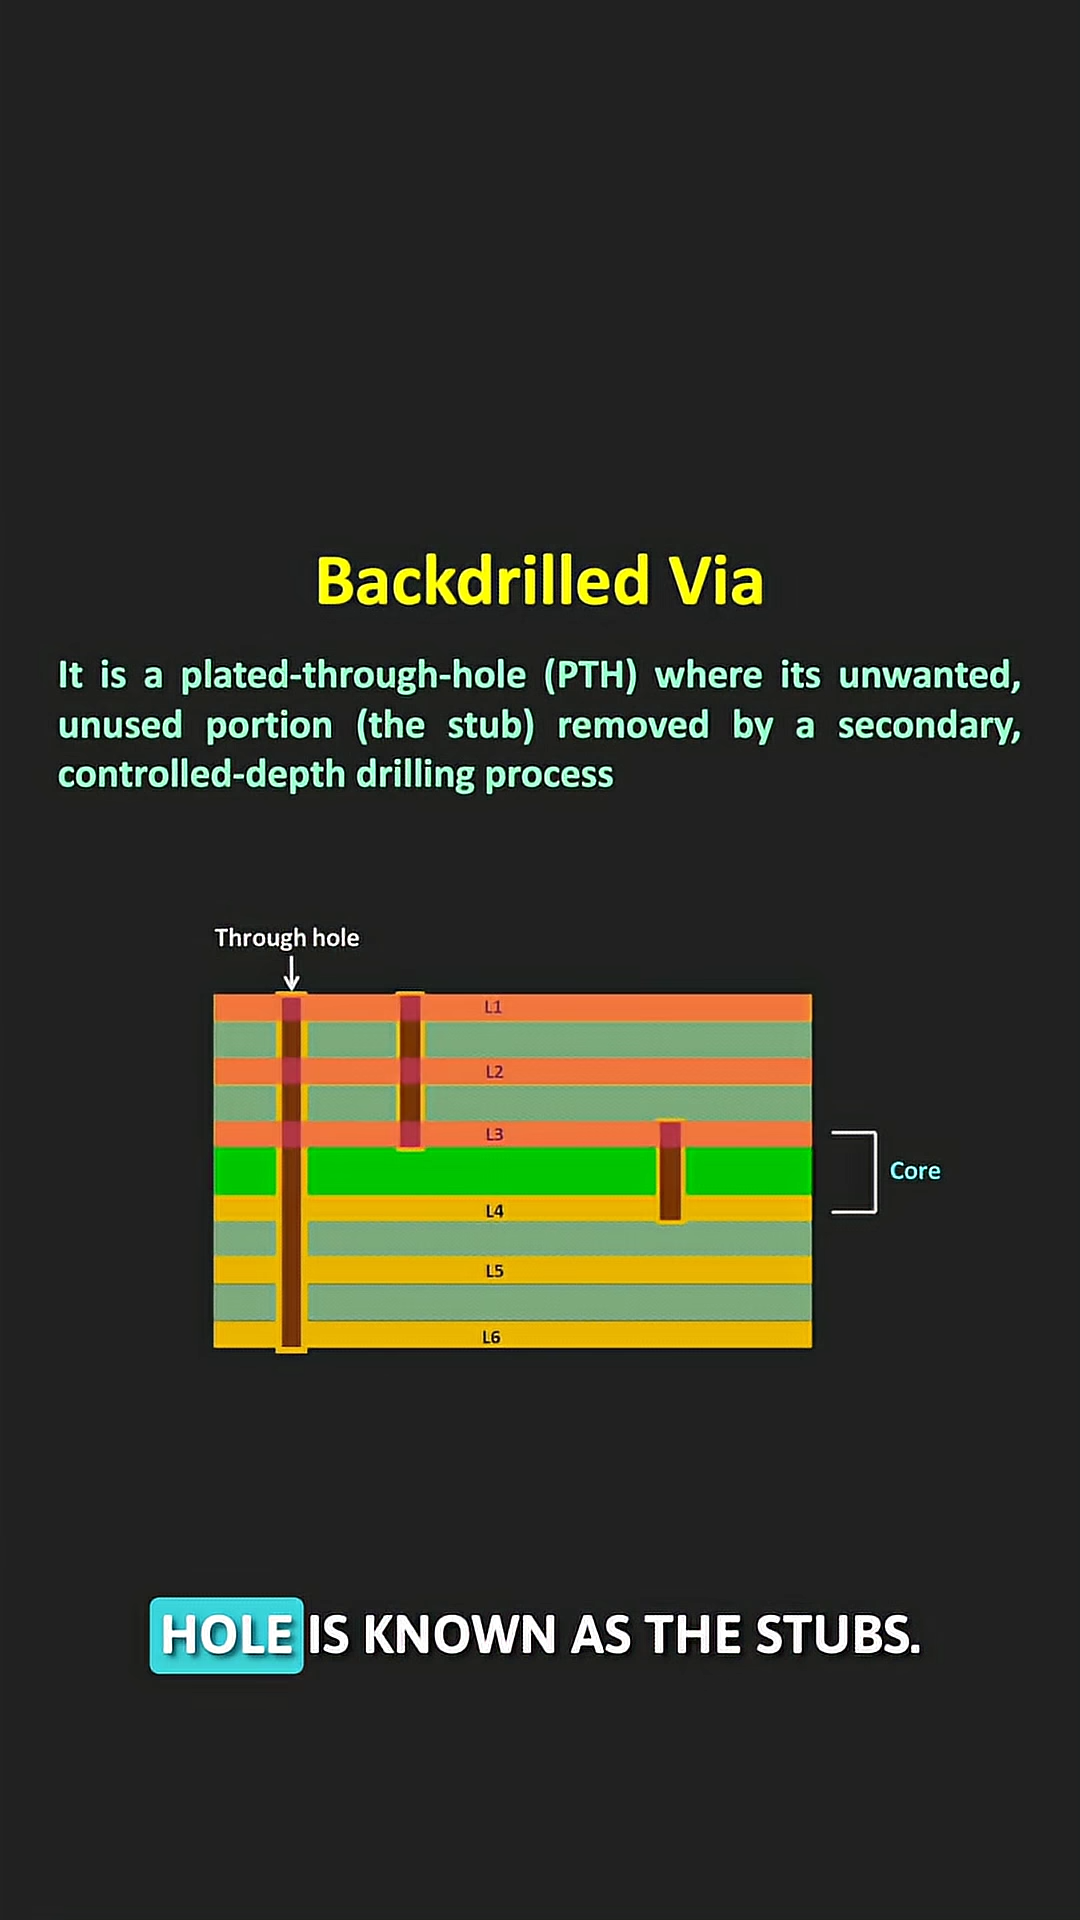 Backdrilled Via
It is a plated-through-hole (PTH) where its unwanted,
unused portion (the stub) removed by a secondary,
controlled-depth drilling process
Through hole
L1
L2
L3
Core
L4
L5
L6
HOLE IS KNOWN AS THE STUBS.